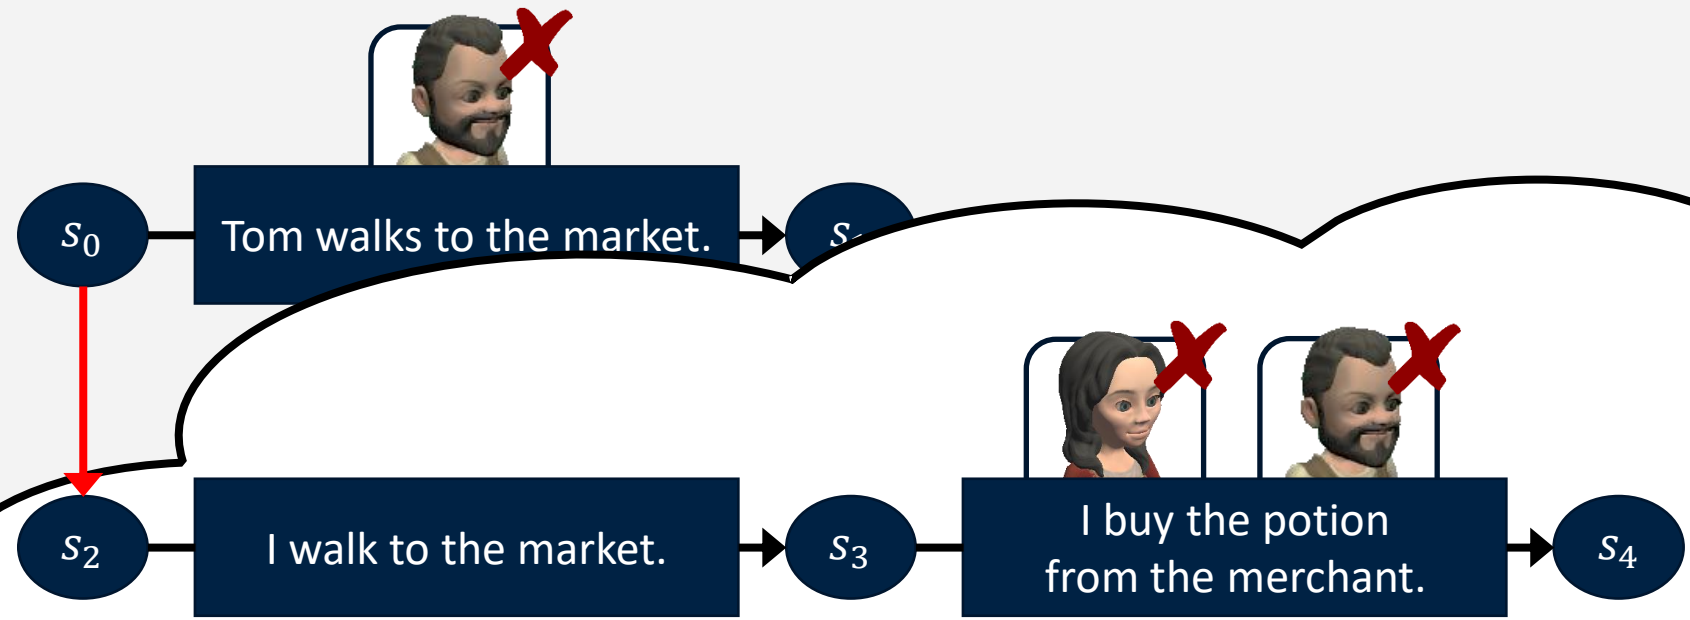 s0
Tom walks to the market.
s2
I walk to the market.
s3
I buy the potion
from the merchant.
s4